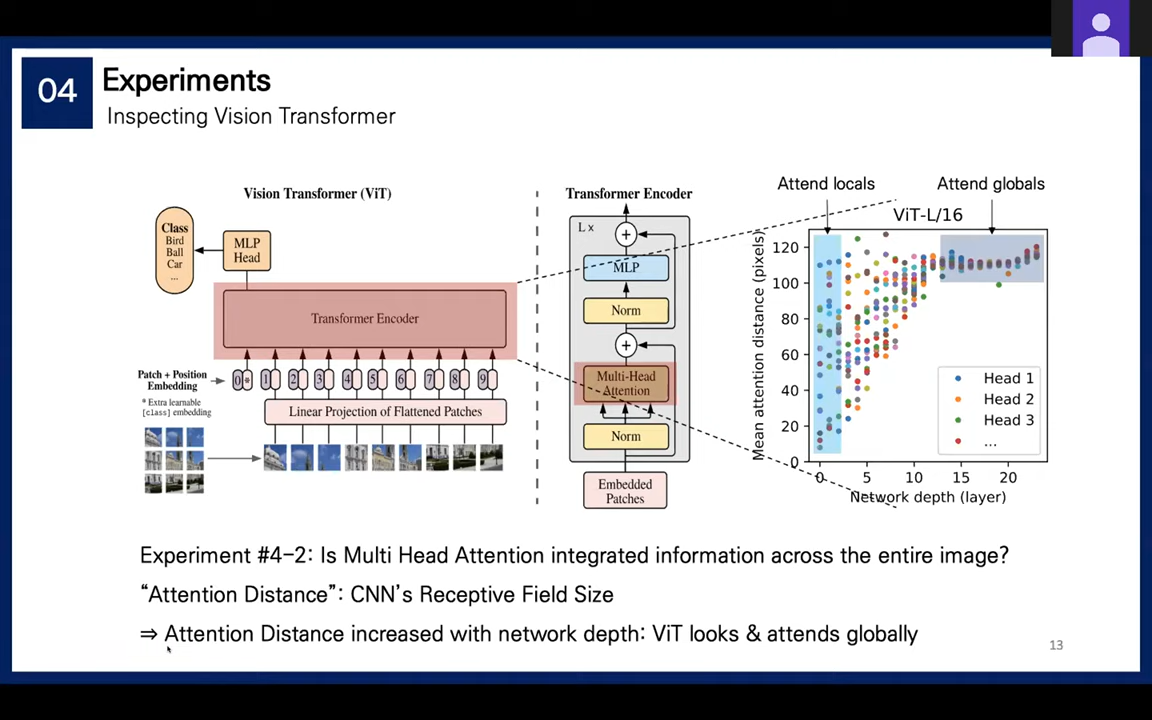 04
Experiments
Inspecting Vision Transformer
Vision Transformer (ViT)
Class
Bird
Ball
Car
...
MLP
Head
Transformer Encoder
Patch + Position
Embedding
* Extra learnable
[class] embedding
0 * 1 2 3 4 5 6 7 8 9
Linear Projection of Flattened Patches
Transformer Encoder
L x
+
MLP
Norm
+
Multi-Head
Attention
Norm
Embedded
Patches
Attend locals
Attend globals
ViT-L/16
Mean attention distance (pixels)
120
100
80
60
40
20
0
Head 1
Head 2
Head 3
...
0 5 10 15 20
Network depth (layer)
Experiment #4-2: Is Multi Head Attention integrated information across the entire image?
“Attention Distance”: CNN’s Receptive Field Size
⇒ Attention Distance increased with network depth: ViT looks & attends globally
13